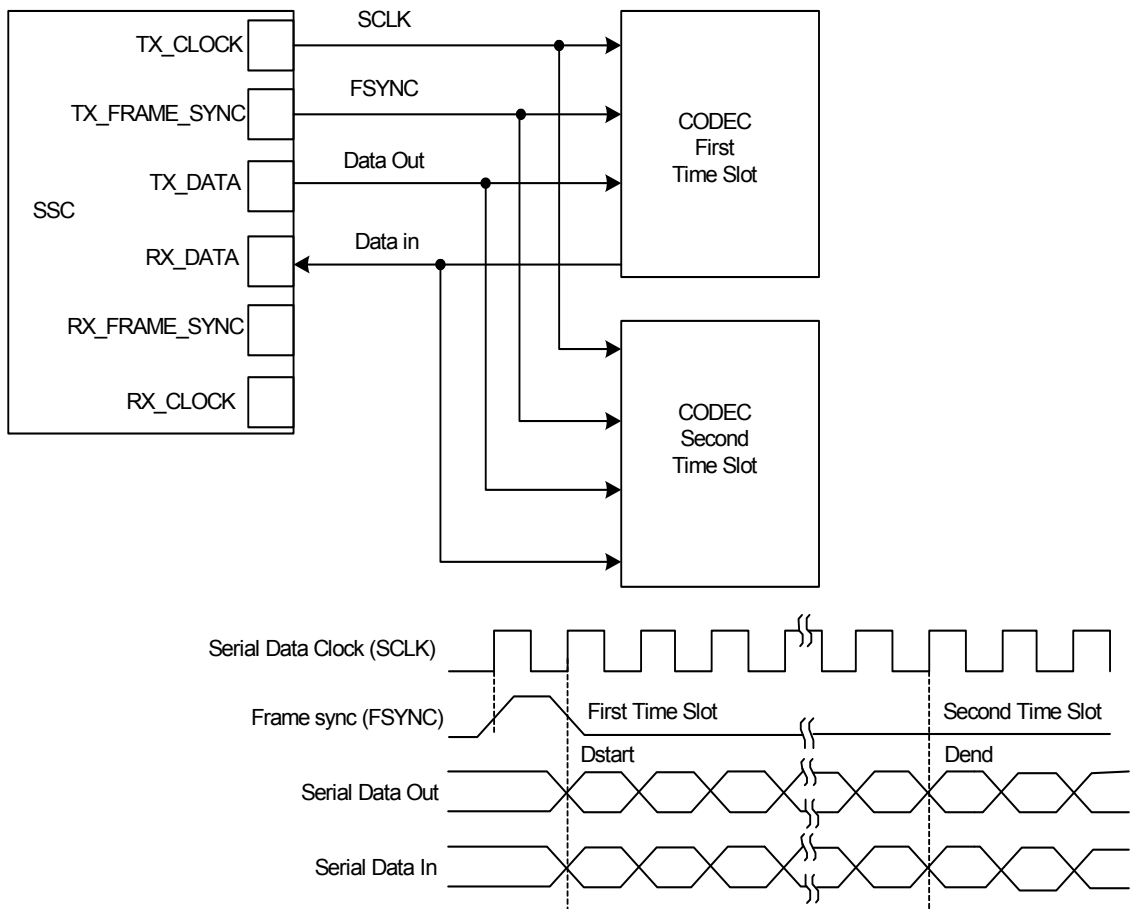 SSC
TX_CLOCK
TX_FRAME_SYNC
TX_DATA
RX_DATA
RX_FRAME_SYNC
RX_CLOCK
SCLK
FSYNC
Data Out
Data in
CODEC
First
Time Slot
CODEC
Second
Time Slot
Serial Data Clock (SCLK)
Frame sync (FSYNC)
First Time Slot
Second Time Slot
Dstart
Dend
Serial Data Out
Serial Data In